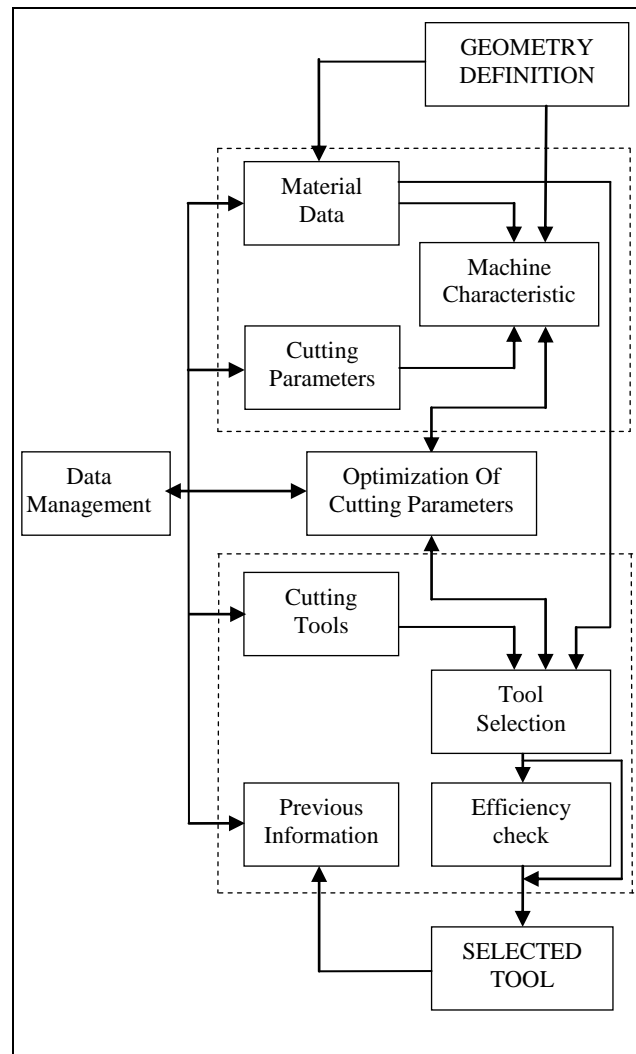 GEOMETRY
DEFINITION
Material
Data
Machine
Characteristic
Cutting
Parameters
Data
Management
Optimization Of
Cutting Parameters
Cutting
Tools
Tool
Selection
Previous
Information
Efficiency
check
SELECTED
TOOL